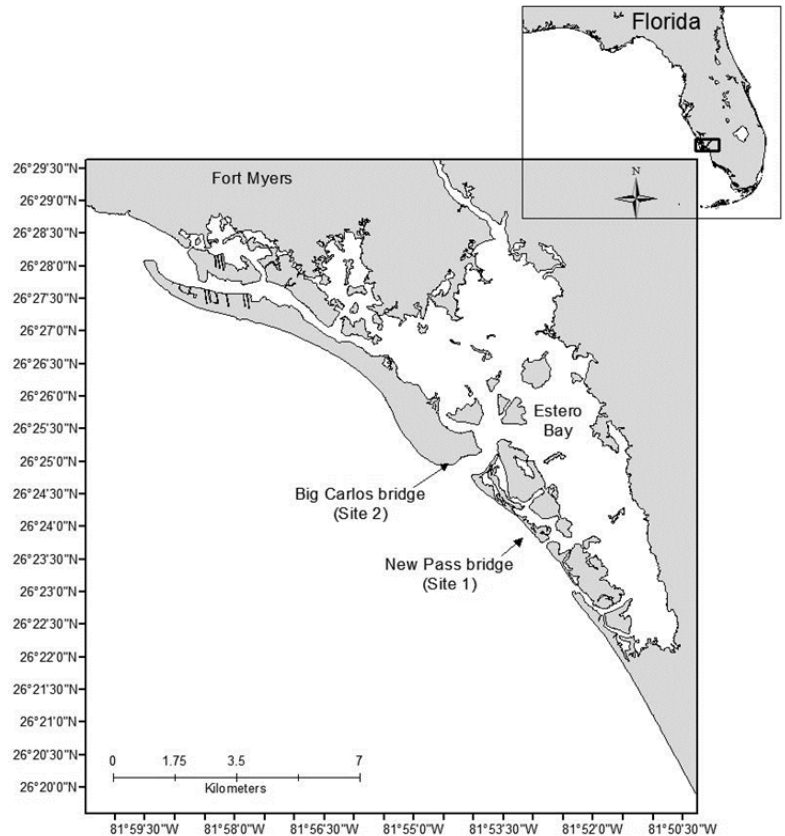 Florida
N
Fort Myers
26°29'30"N
26°29'0"N
26°28'30"N
26°28'0"N
26°27'30"N
26°27'0"N
26°26'30"N
26°26'0"N
26°25'30"N
26°25'0"N
26°24'30"N
26°24'0"N
26°23'30"N
26°23'0"N
26°22'30"N
26°22'0"N
26°21'30"N
26°21'0"N
26°20'30"N
26°20'0"N
Estero
Bay
Big Carlos bridge
(Site 2)
New Pass bridge
(Site 1)
0 1.75 3.5 7
Kilometers
81°59'30"W 81°58'0"W 81°56'30"W 81°55'0"W 81°53'30"W 81°52'0"W 81°50'30"W